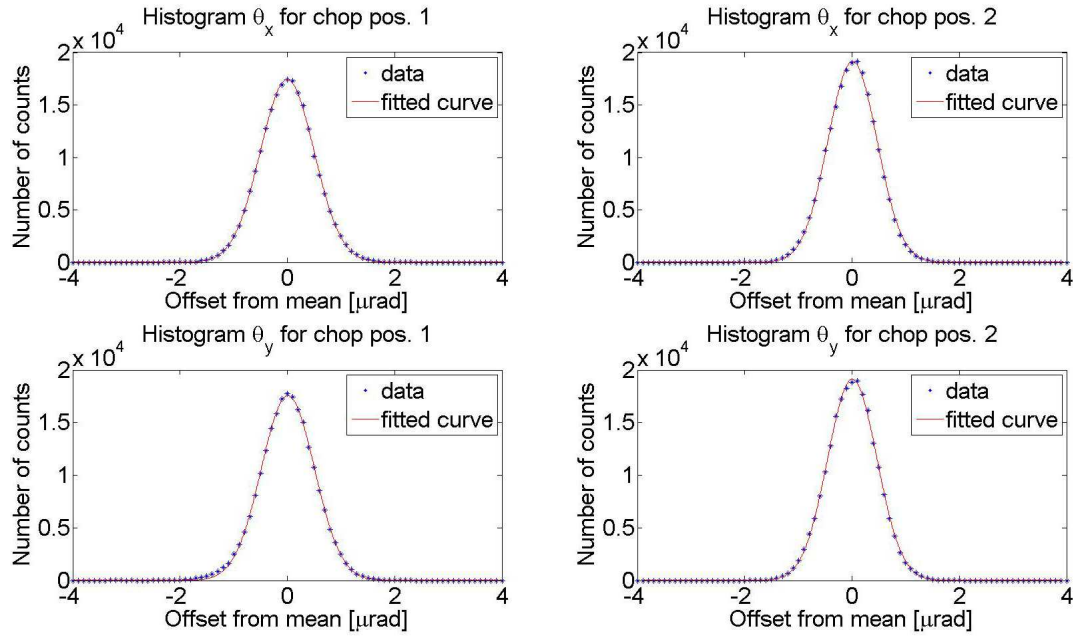 Histogram θx for chop pos. 1
x 10^4
2
1.5
1
0.5
0
Number of counts
data
fitted curve
-4
-2
0
2
4
Offset from mean [μrad]
Histogram θx for chop pos. 2
x 10^4
2
1.5
1
0.5
0
Number of counts
data
fitted curve
-4
-2
0
2
4
Offset from mean [μrad]
Histogram θy for chop pos. 1
x 10^4
2
1.5
1
0.5
0
Number of counts
data
fitted curve
-4
-2
0
2
4
Offset from mean [μrad]
Histogram θy for chop pos. 2
x 10^4
2
1.5
1
0.5
0
Number of counts
data
fitted curve
-4
-2
0
2
4
Offset from mean [μrad]